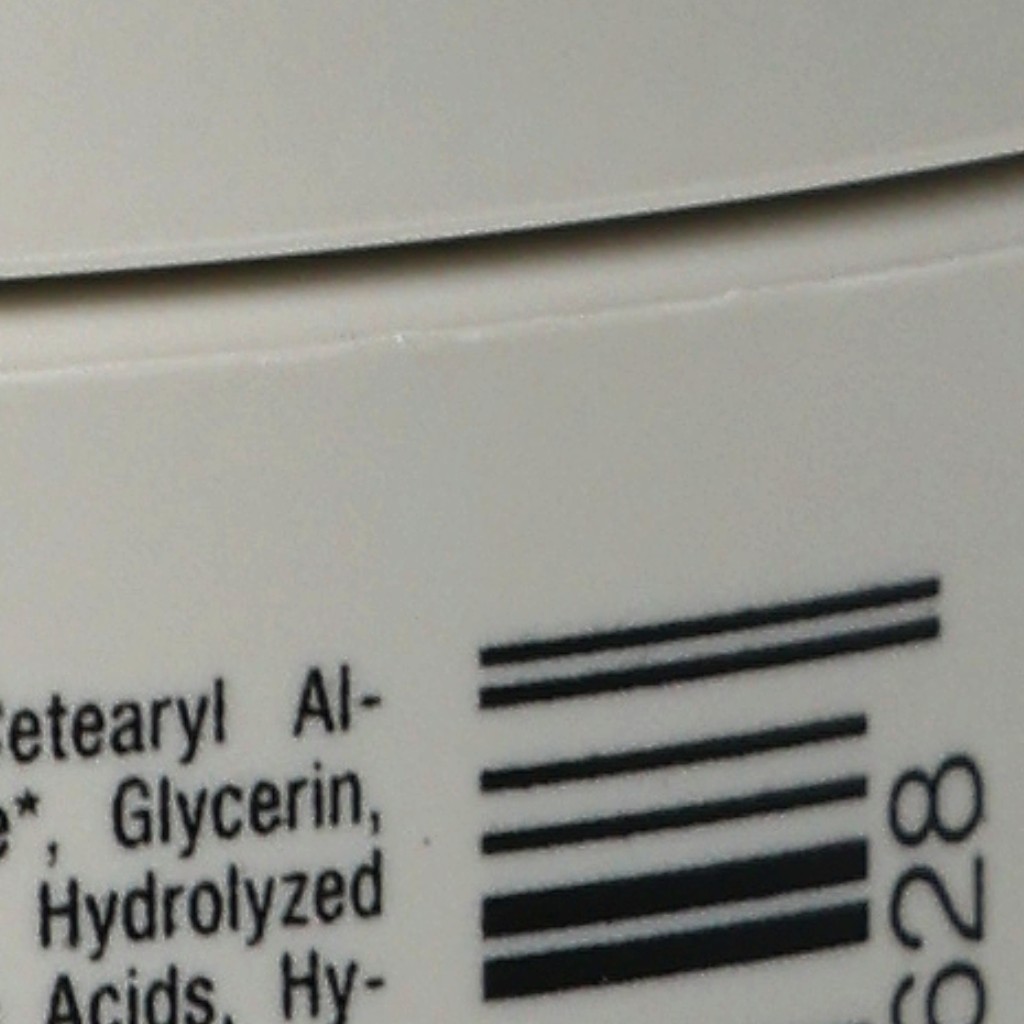 Cetearyl Al-
e*, Glycerin,
Hydrolyzed
Acids, Hy-
628